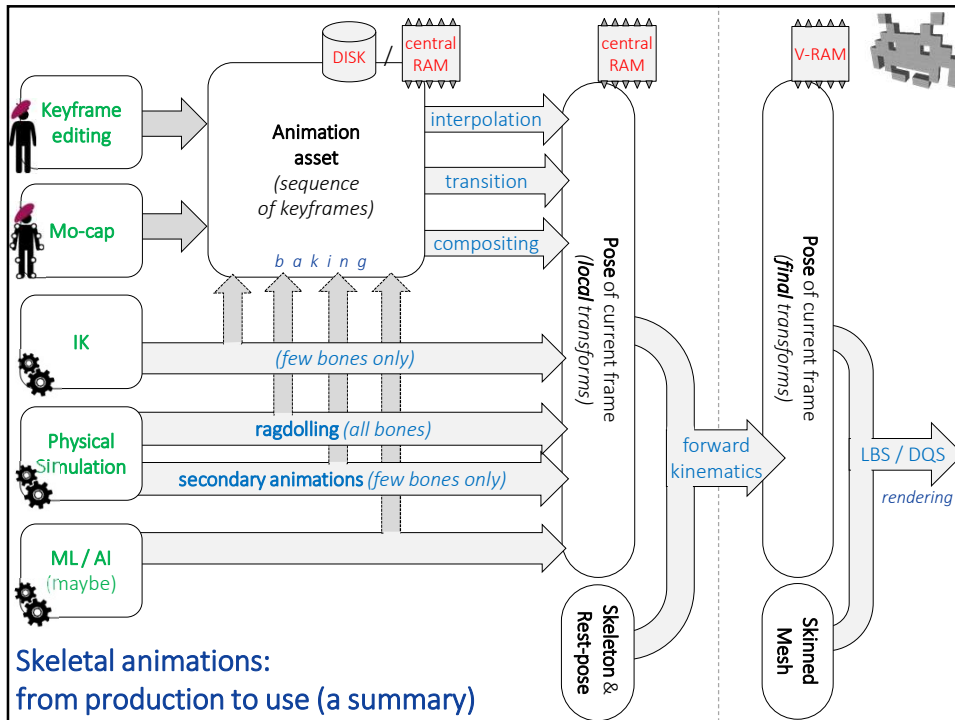 DISK
/
central
RAM
central
RAM
V-RAM
Keyframe
editing
Mo-cap
IK
Physical
Simulation
ML / AI
(maybe)
Animation
asset
(sequence
of keyframes)
baking
interpolation
transition
compositing
(few bones only)
ragdolling (all bones)
secondary animations (few bones only)
Pose of current frame
(local transforms)
Skeleton &
Rest-pose
forward
kinematics
Pose of current frame
(final transforms)
Skinned
Mesh
LBS / DQS
rendering
Skeletal animations:
from production to use (a summary)